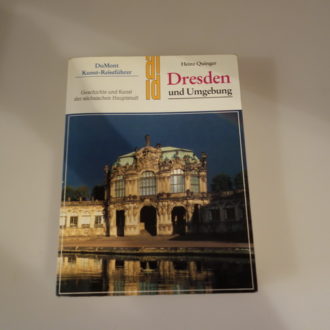 DuMont
Kunst-Reiseführer
Geschichte und Kunst
der sächsischen Hauptstadt
Heinz Quinger
Dresden
und Umgebung